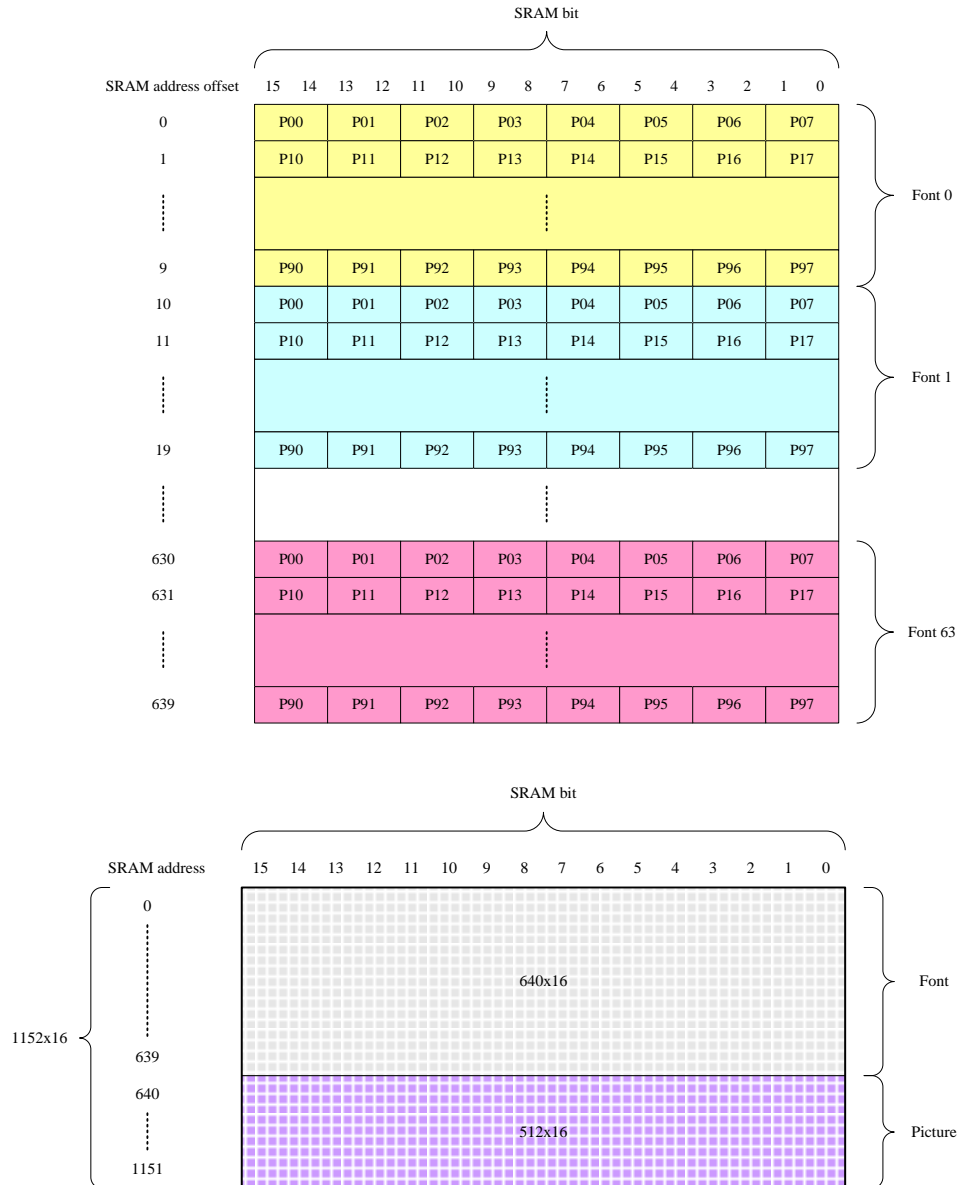 SRAM bit
SRAM address offset 15 14 13 12 11 10 9 8 7 6 5 4 3 2 1 0
0 P00 P01 P02 P03 P04 P05 P06 P07
1 P10 P11 P12 P13 P14 P15 P16 P17
Font 0
9 P90 P91 P92 P93 P94 P95 P96 P97
10 P00 P01 P02 P03 P04 P05 P06 P07
11 P10 P11 P12 P13 P14 P15 P16 P17
Font 1
19 P90 P91 P92 P93 P94 P95 P96 P97
630 P00 P01 P02 P03 P04 P05 P06 P07
631 P10 P11 P12 P13 P14 P15 P16 P17
Font 63
639 P90 P91 P92 P93 P94 P95 P96 P97
SRAM bit
SRAM address 15 14 13 12 11 10 9 8 7 6 5 4 3 2 1 0
0
640x16 Font
1152x16
639
640
512x16 Picture
1151